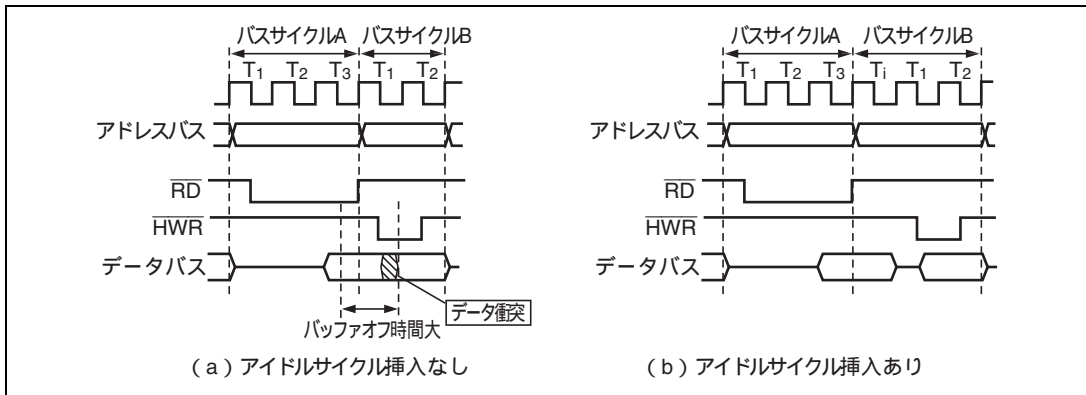 バスサイクルA バスサイクルB
T1 T2 T3 T1 T2
アドレスバス
RD
HWR
データバス
データ衝突
バッファオフ時間大
(a)アイドルサイクル挿入なし
バスサイクルA バスサイクルB
T1 T2 T3 Ti T1 T2
アドレスバス
RD
HWR
データバス
(b)アイドルサイクル挿入あり